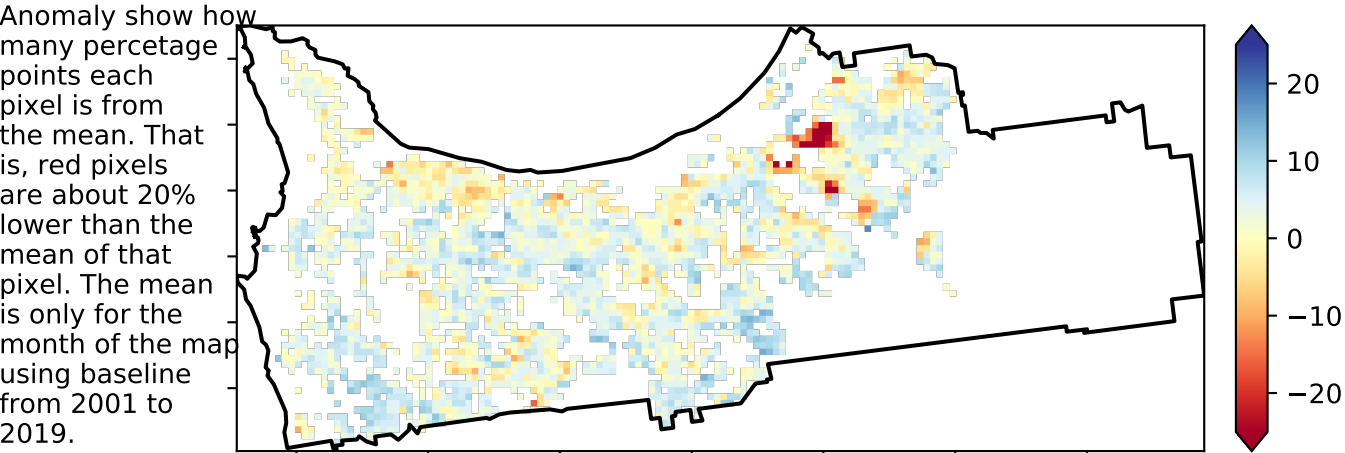 Anomaly show how
many percetage
points each
pixel is from
the mean. That
is, red pixels
are about 20%
lower than the
mean of that
pixel. The mean
is only for the
month of the map
using baseline
from 2001 to
2019.
20
10
0
−10
−20